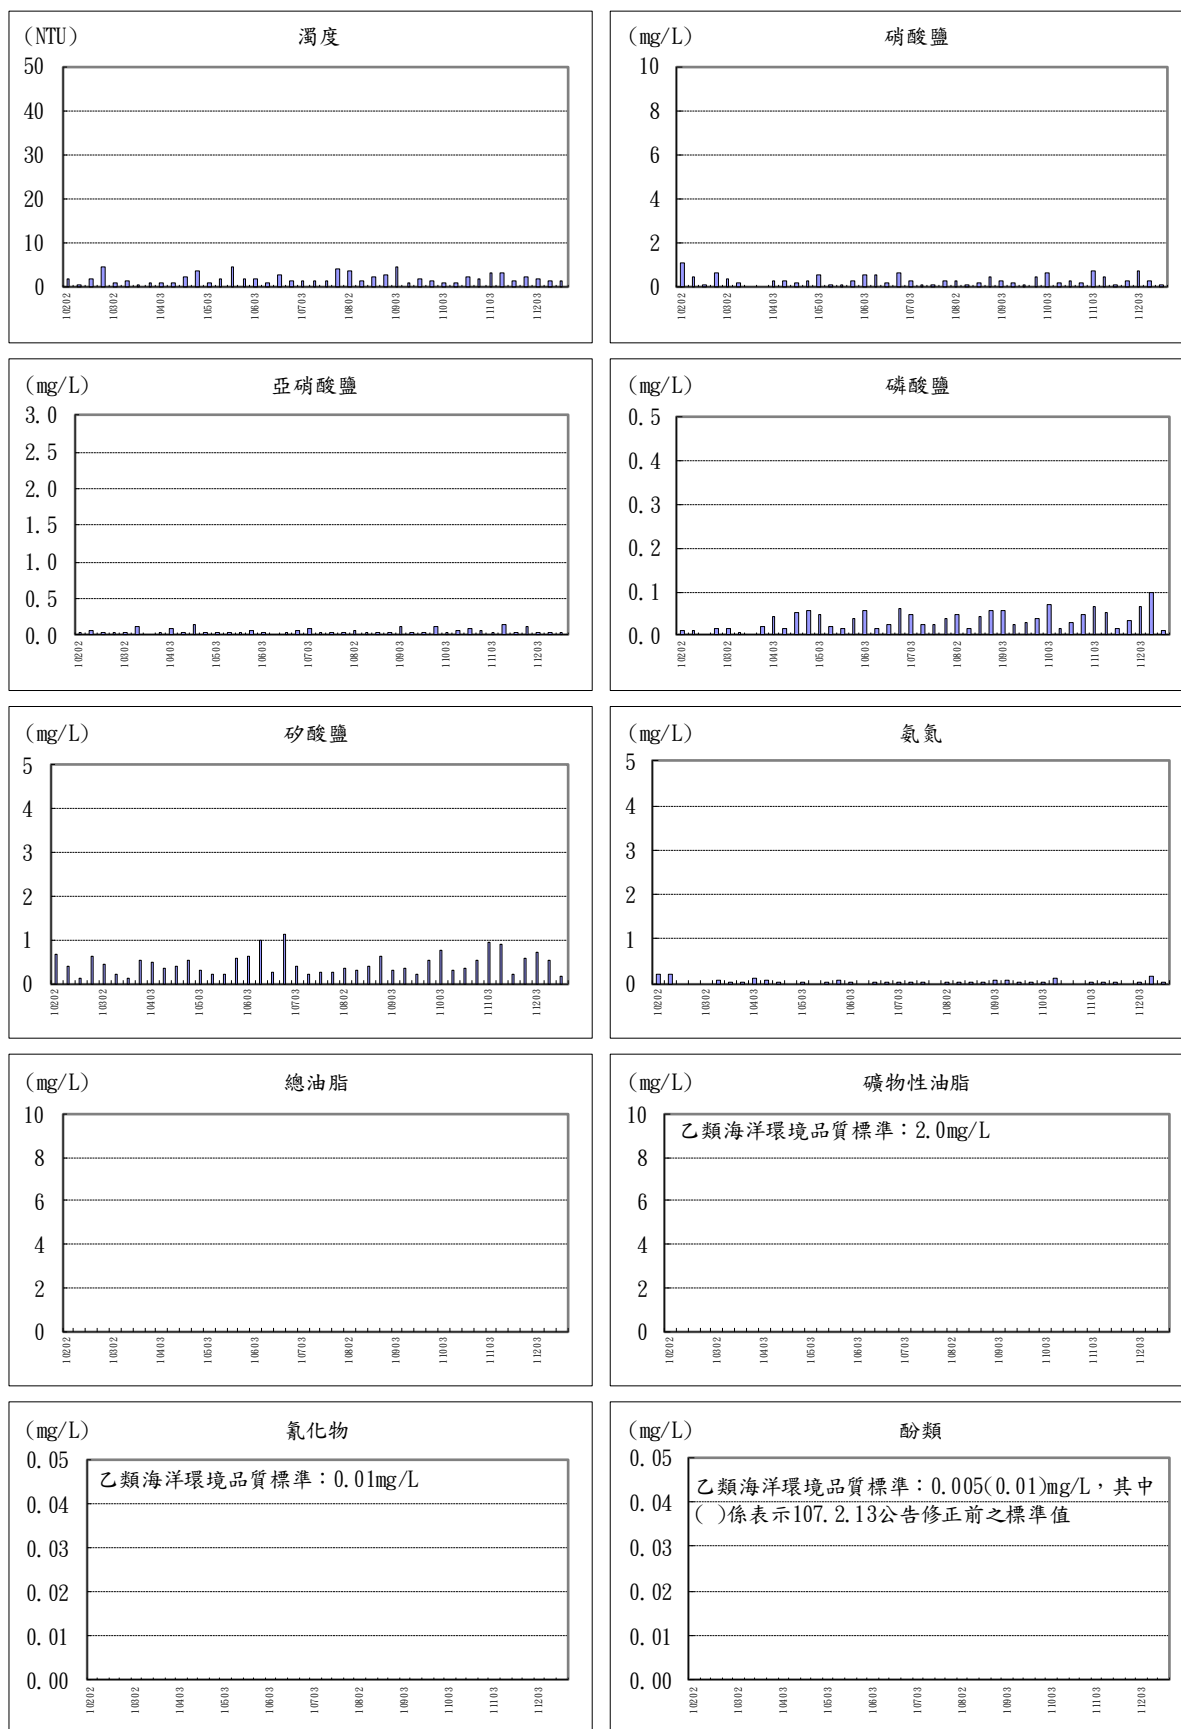 (NTU) 濁度
50
40
30
20
10
0
10202 10302 10403 10503 10603 10703 10802 10903 11003 11103 11203
(mg/L) 硝酸鹽
10
8
6
4
2
0
10202 10302 10403 10503 10603 10703 10802 10903 11003 11103 11203
(mg/L) 亞硝酸鹽
3.0
2.5
2.0
1.5
1.0
0.5
0.0
10202 10302 10403 10503 10603 10703 10802 10903 11003 11103 11203
(mg/L) 磷酸鹽
0.5
0.4
0.3
0.2
0.1
0.0
10202 10302 10403 10503 10603 10703 10802 10903 11003 11103 11203
(mg/L) 矽酸鹽
5
4
3
2
1
0
10202 10302 10403 10503 10603 10703 10802 10903 11003 11103 11203
(mg/L) 氨氮
5
4
3
2
1
0
10202 10302 10403 10503 10603 10703 10802 10903 11003 11103 11203
(mg/L) 總油脂
10
8
6
4
2
0
10202 10302 10403 10503 10603 10703 10802 10903 11003 11103 11203
(mg/L) 礦物性油脂
乙類海洋環境品質標準：2.0mg/L
10
8
6
4
2
0
10202 10302 10403 10503 10603 10703 10802 10903 11003 11103 11203
(mg/L) 氰化物
乙類海洋環境品質標準：0.01mg/L
0.05
0.04
0.03
0.02
0.01
0.00
10202 10302 10403 10503 10603 10703 10802 10903 11003 11103 11203
(mg/L) 酚類
乙類海洋環境品質標準：0.005(0.01)mg/L，其中
( )係表示107.2.13公告修正前之標準值
0.05
0.04
0.03
0.02
0.01
0.00
10202 10302 10403 10503 10603 10703 10802 10903 11003 11103 11203